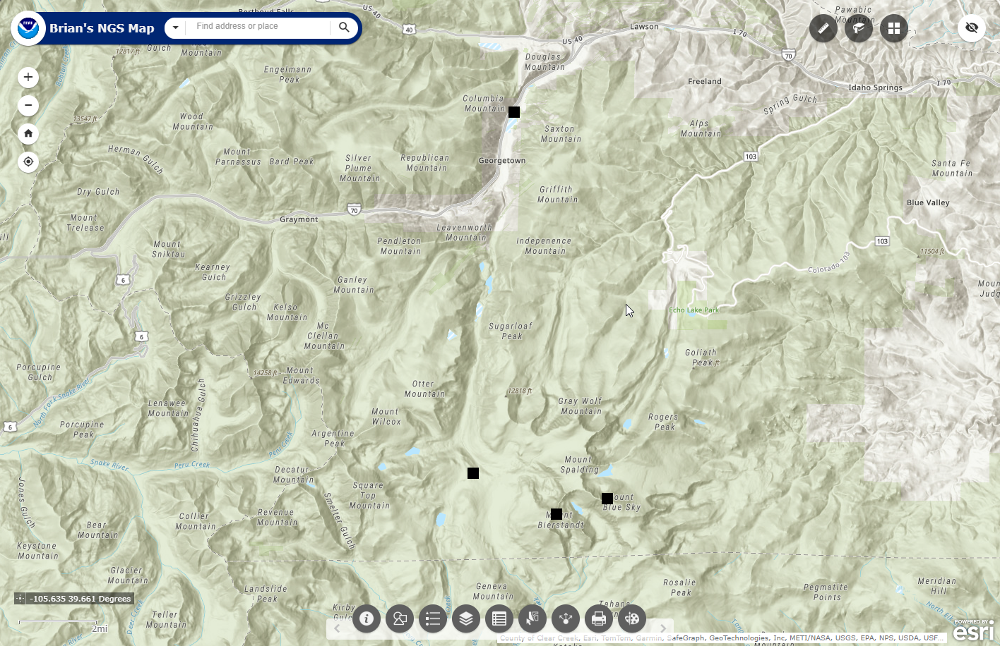 Berthoud Falls
US 40
40
Lawson
I 70
Pawabic
Mountain
NOAA
Brian's NGS Map
Find address or place
12817 ft
Gulch
Mountain
US 40
Douglas
Mountain
70
Bobtail Creek
Engelmann
Peak
Freeland
Idaho Springs
I 70
Columbia
Mountain
Spring Gulch
13547 ft
Wood
Mountain
Saxton
Mountain
Alps
Mountain
Herman Gulch
Mount
Parnassus
Bard Peak
Silver
Plume
Mountain
Republican
Mountain
Georgetown
103
Santa Fe
Mountain
Dry Gulch
Griffith
Mountain
Blue Valley
70
Graymont
Mount
Trelease
Leavenworth
Mountain
Pendleton
Mountain
Indepenence
Mountain
103
11504 ft
Mount
Sniktau
Kearney
Gulch
Colorado 103
6
Ganley
Mountain
Moun
Judg
Grizzley
Gulch
Kelso
Mountain
Echo Lake Park
Mc
Clellan
Mountain
Sugarloaf
Peak
6
Goliath
Peak
Porcupine
Gulch
14258 ft
Mount
Edwards
North Fork Snake River
Chihuahua Gulch
Otter
Mountain
12818 ft
Lenawee
Mountain
Gray Wolf
Mountain
Mount
Wilcox
Rogers
Peak
6
Porcupine
Peak
Argentine
Peak
Peru Creek
Snake River
Peru Creek
Decatur
Mountain
Mount
Spalding
Jones Gulch
Square
Top
Mountain
Smelter Gulch
Mount
Blue Sky
Collier
Mountain
Revenue
Mountain
Mount
Bierstandt
Bear
Mountain
Keystone
Mountain
Glacier
Mountain
Landslide
Peak
Geneva
Mountain
Rosalie
Peak
Pegmatite
Points
Meridian
Hill
-105.635 39.661 Degrees
Deer Creek
Teller
Mountain
Kirby
Gulch
Tahana
2mi
POWERED BY
esri
County of Clear Creek, Esri, TomTom, Garmin, SafeGraph, GeoTechnologies, Inc, METI/NASA, USGS, EPA, NPS, USDA, USF...